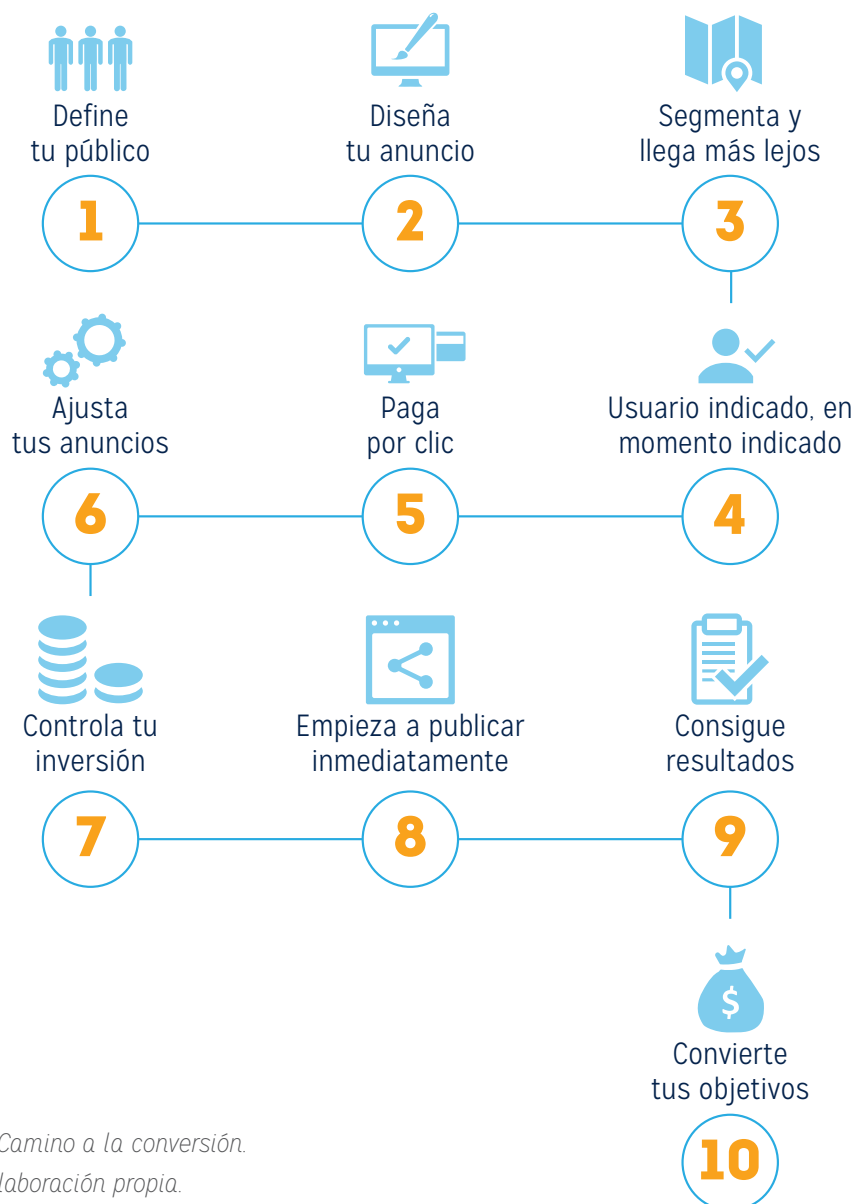 Define
tu público
1
Diseña
tu anuncio
2
Segmenta y
llega más lejos
3
Usuario indicado, en
momento indicado
4
Paga
por clic
5
Ajusta
tus anuncios
6
Controla tu
inversión
7
Empieza a publicar
inmediatamente
8
Consigue
resultados
9
$
Convierte
tus objetivos
10
Camino a la conversión.
laboración propia.